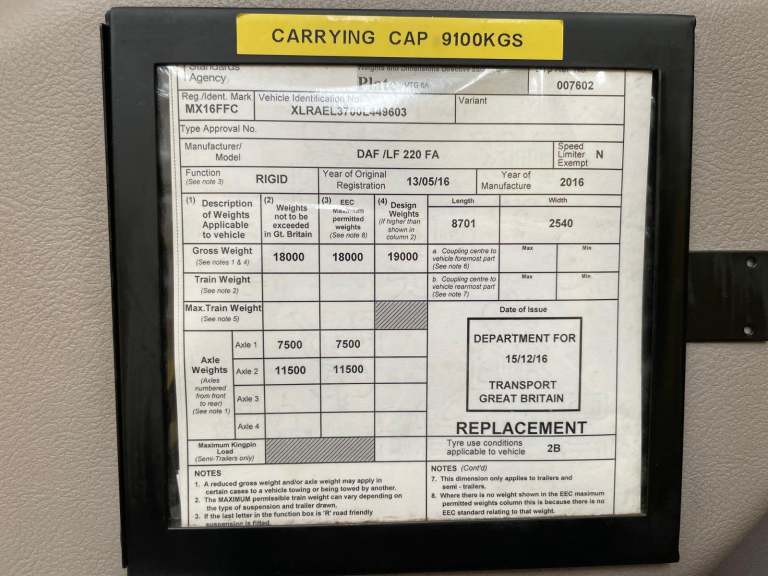 CARRYING CAP 9100KGS
Standards
Agency
Weights and Dimensions Directive
Plate VTG 6A
007602
Reg./Ident. Mark
MX16FFC
Vehicle Identification No.
XLRAEL3700L449603
Variant
Type Approval No.
Manufacturer/
Model
DAF /LF 220 FA
Speed
Limiter
Exempt
N
Function
(See note 3)
RIGID
Year of Original
Registration
13/05/16
Year of
Manufacture
2016
(1) Description
of Weights
Applicable
to vehicle
(2)
Weights
not to be
exceeded
in Gt. Britain
(3) EEC
Maximum
permitted
weights
(See note 8)
(4) Design
Weights
(if higher than
shown in
column 2)
Length
Width
8701
2540
Gross Weight
(See notes 1 & 4)
18000
18000
19000
a Coupling centre to
vehicle foremost part
(See note 6)
Max
Min
Train Weight
(See note 2)
b. Coupling centre to
vehicle rearmost part
(See note 7)
Max
Min
Max.Train Weight
(See note 5)
Date of Issue
Axle
Weights
(Axles
numbered
from front
to rear)
(See note 1)
Axle 1
7500
7500
Axle 2
11500
11500
Axle 3
Axle 4
DEPARTMENT FOR
15/12/16
TRANSPORT
GREAT BRITAIN
REPLACEMENT
Maximum Kingpin
Load
(Semi-Trailers only)
Tyre use conditions
applicable to vehicle
2B
NOTES
1. A reduced gross weight and/or axle weight may apply in
certain cases to a vehicle towing or being towed by another.
2. The MAXIMUM permissible train weight can vary depending on
the type of suspension and trailer drawn.
3. If the last letter in the function box is 'R' road friendly
suspension is fitted.
NOTES (Cont'd)
7. This dimension only applies to trailers and
semi - trailers.
8. Where there is no weight shown in the EEC maximum
permitted weights column this is because there is no
EEC standard relating to that weight.